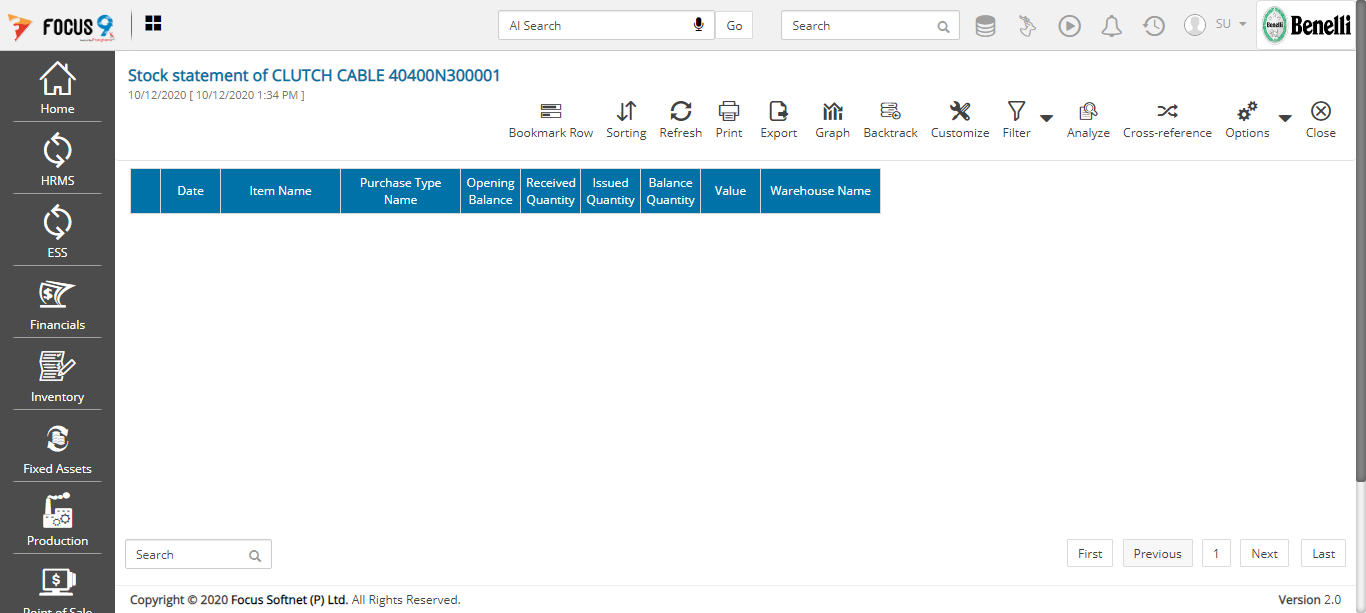 FOCUS 9
AI Search
Go
Search
SU
Benelli
Benelli
Home
HRMS
ESS
Financials
Inventory
Fixed Assets
Production
Point of Sale
Stock statement of CLUTCH CABLE 40400N300001
10/12/2020 [ 10/12/2020 1:34 PM ]
Bookmark Row
Sorting
Refresh
Print
Export
Graph
Backtrack
Customize
Filter
Analyze
Cross-reference
Options
Close
Date
Item Name
Purchase Type
Name
Opening
Balance
Received
Quantity
Issued
Quantity
Balance
Quantity
Value
Warehouse Name
Search
First
Previous
1
Next
Last
Copyright © 2020 Focus Softnet (P) Ltd. All Rights Reserved.
Version 2.0